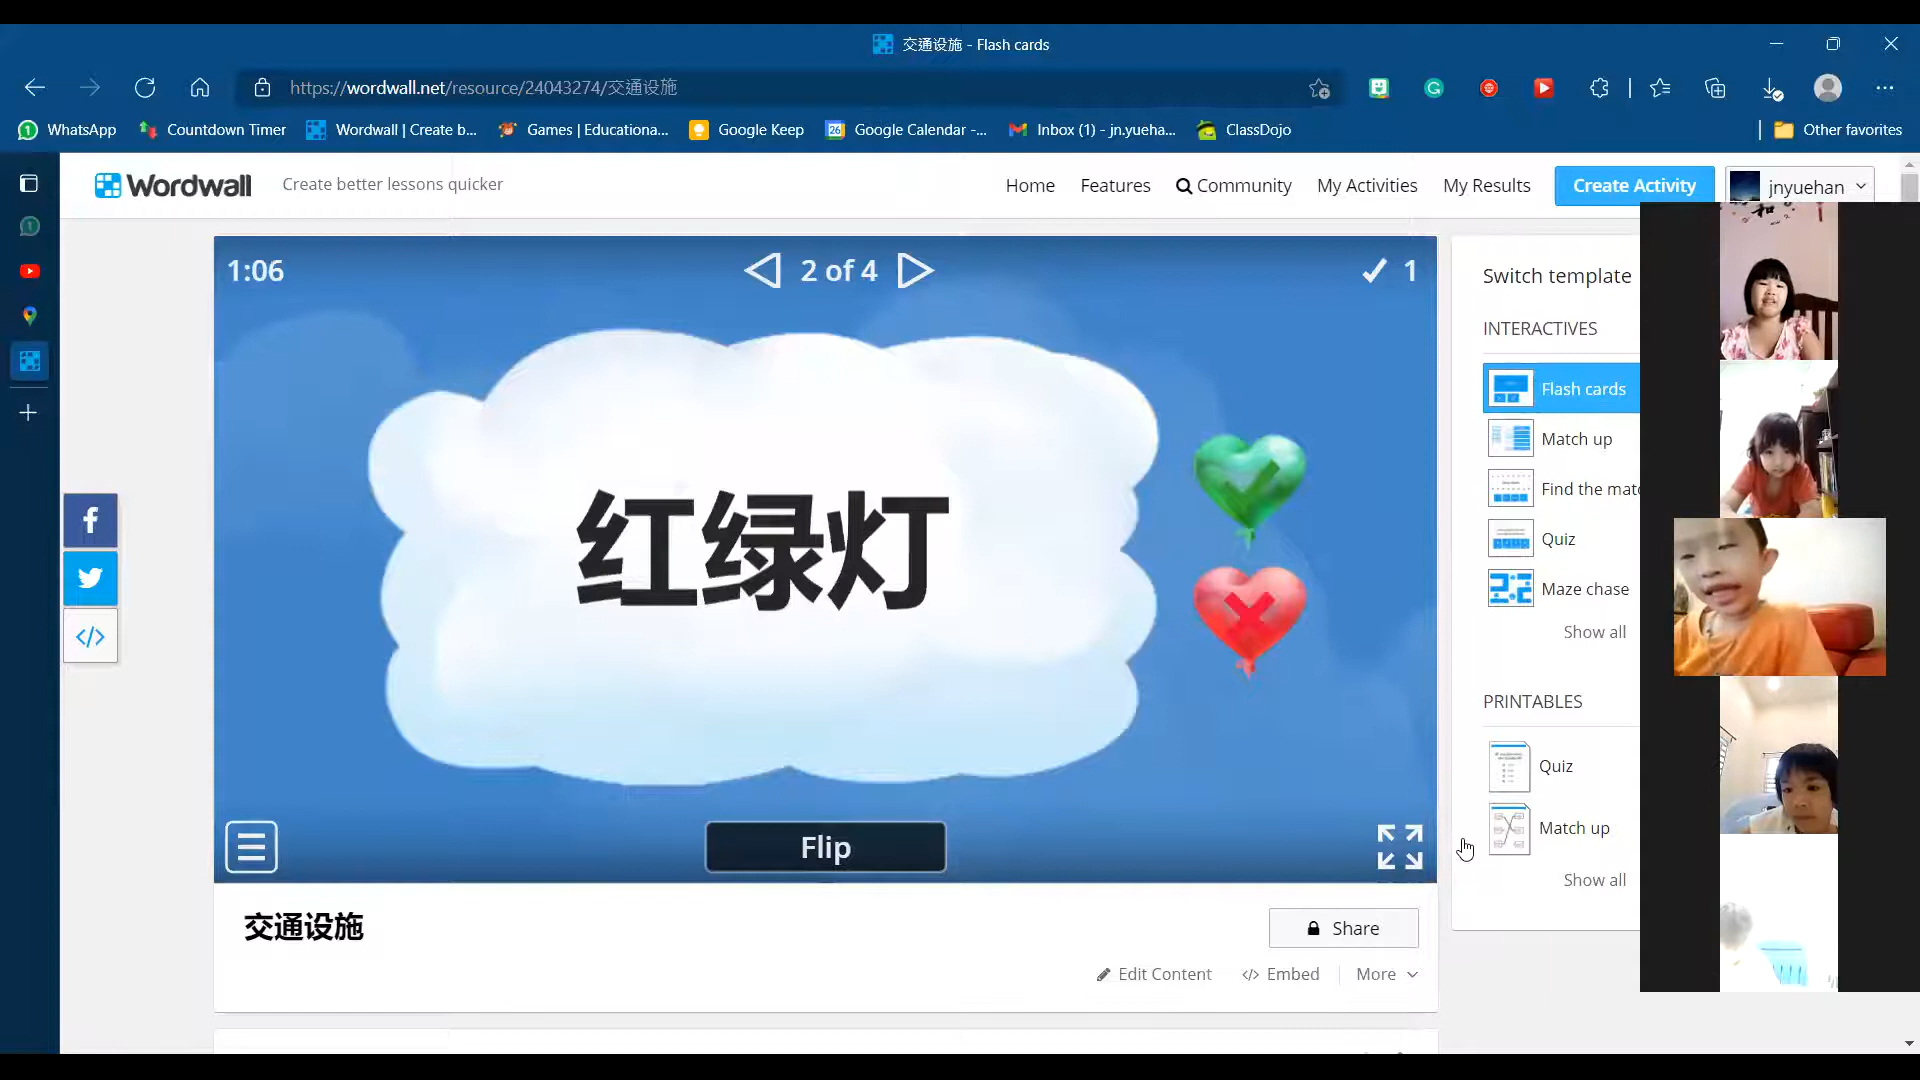 交通设施 - Flash cards
https://wordwall.net/resource/24043274/交通设施
WhatsApp
Countdown Timer
Wordwall | Create b...
Games | Educationa...
Google Keep
26
Google Calendar -...
Inbox (1) - jn.yueha...
ClassDojo
Other favorites
Wordwall
Create better lessons quicker
Home
Features
Community
My Activities
My Results
Create Activity
jnyuehan
和
1:06
2 of 4
1
Switch template
INTERACTIVES
Flash cards
Match up
Find the matc
Quiz
Maze chase
Show all
红绿灯
PRINTABLES
Quiz
Match up
Show all
Flip
交通设施
Share
Edit Content
Embed
More